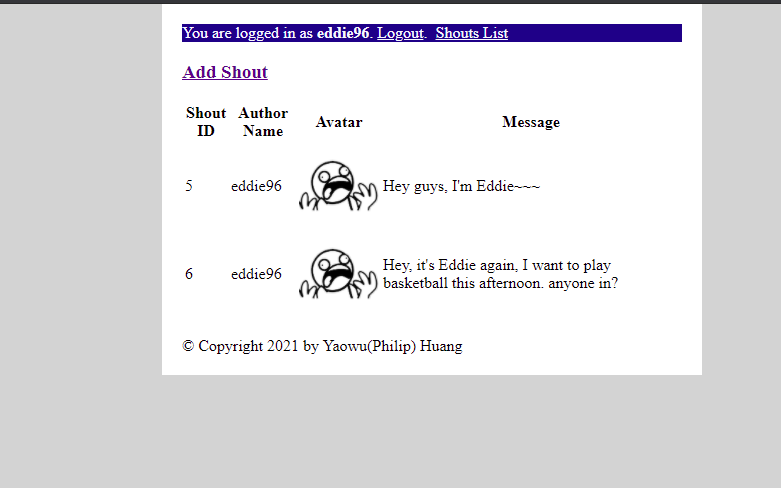 You are logged in as eddie96. Logout.  Shouts List
Add Shout
Shout ID Author Name Avatar Message
5 eddie96 Hey guys, I'm Eddie~~~
6 eddie96 Hey, it's Eddie again, I want to play
basketball this afternoon. anyone in?
© Copyright 2021 by Yaowu(Philip) Huang